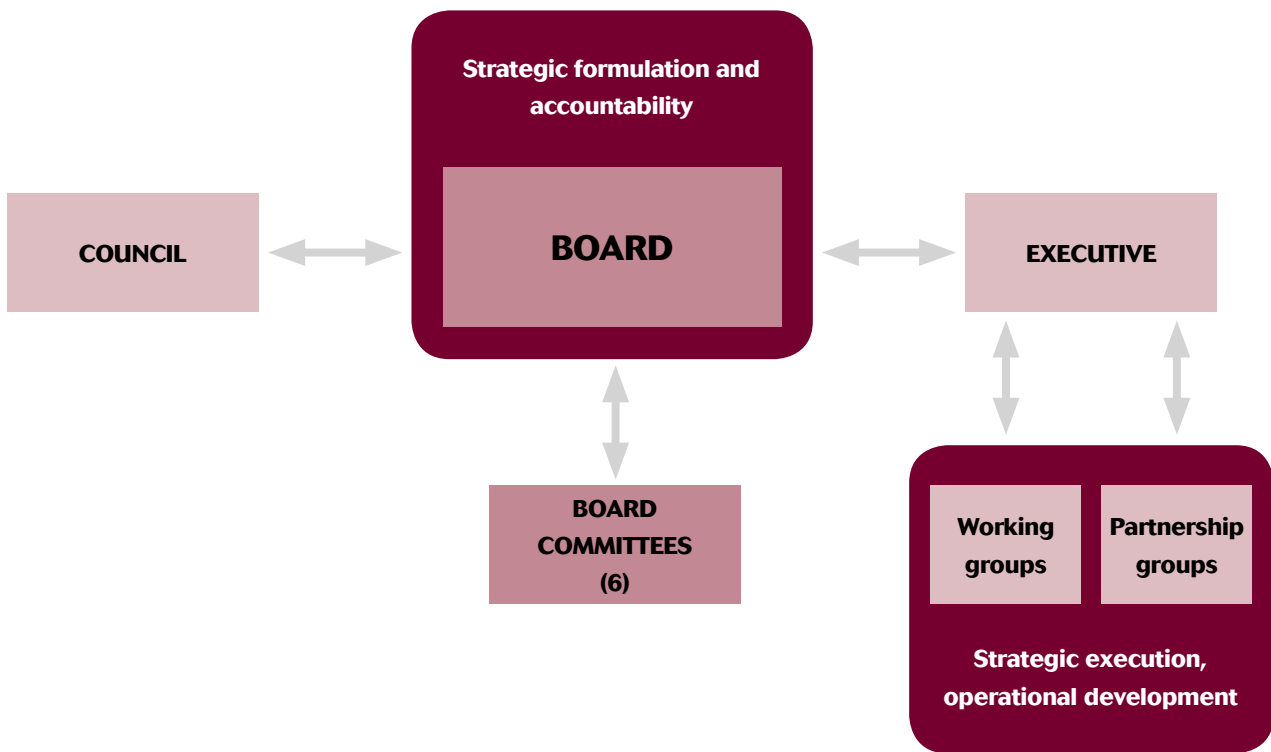 Strategic formulation and
accountability
COUNCIL
BOARD
EXECUTIVE
BOARD
COMMITTEES
(6)
Working
groups
Partnership
groups
Strategic execution,
operational development